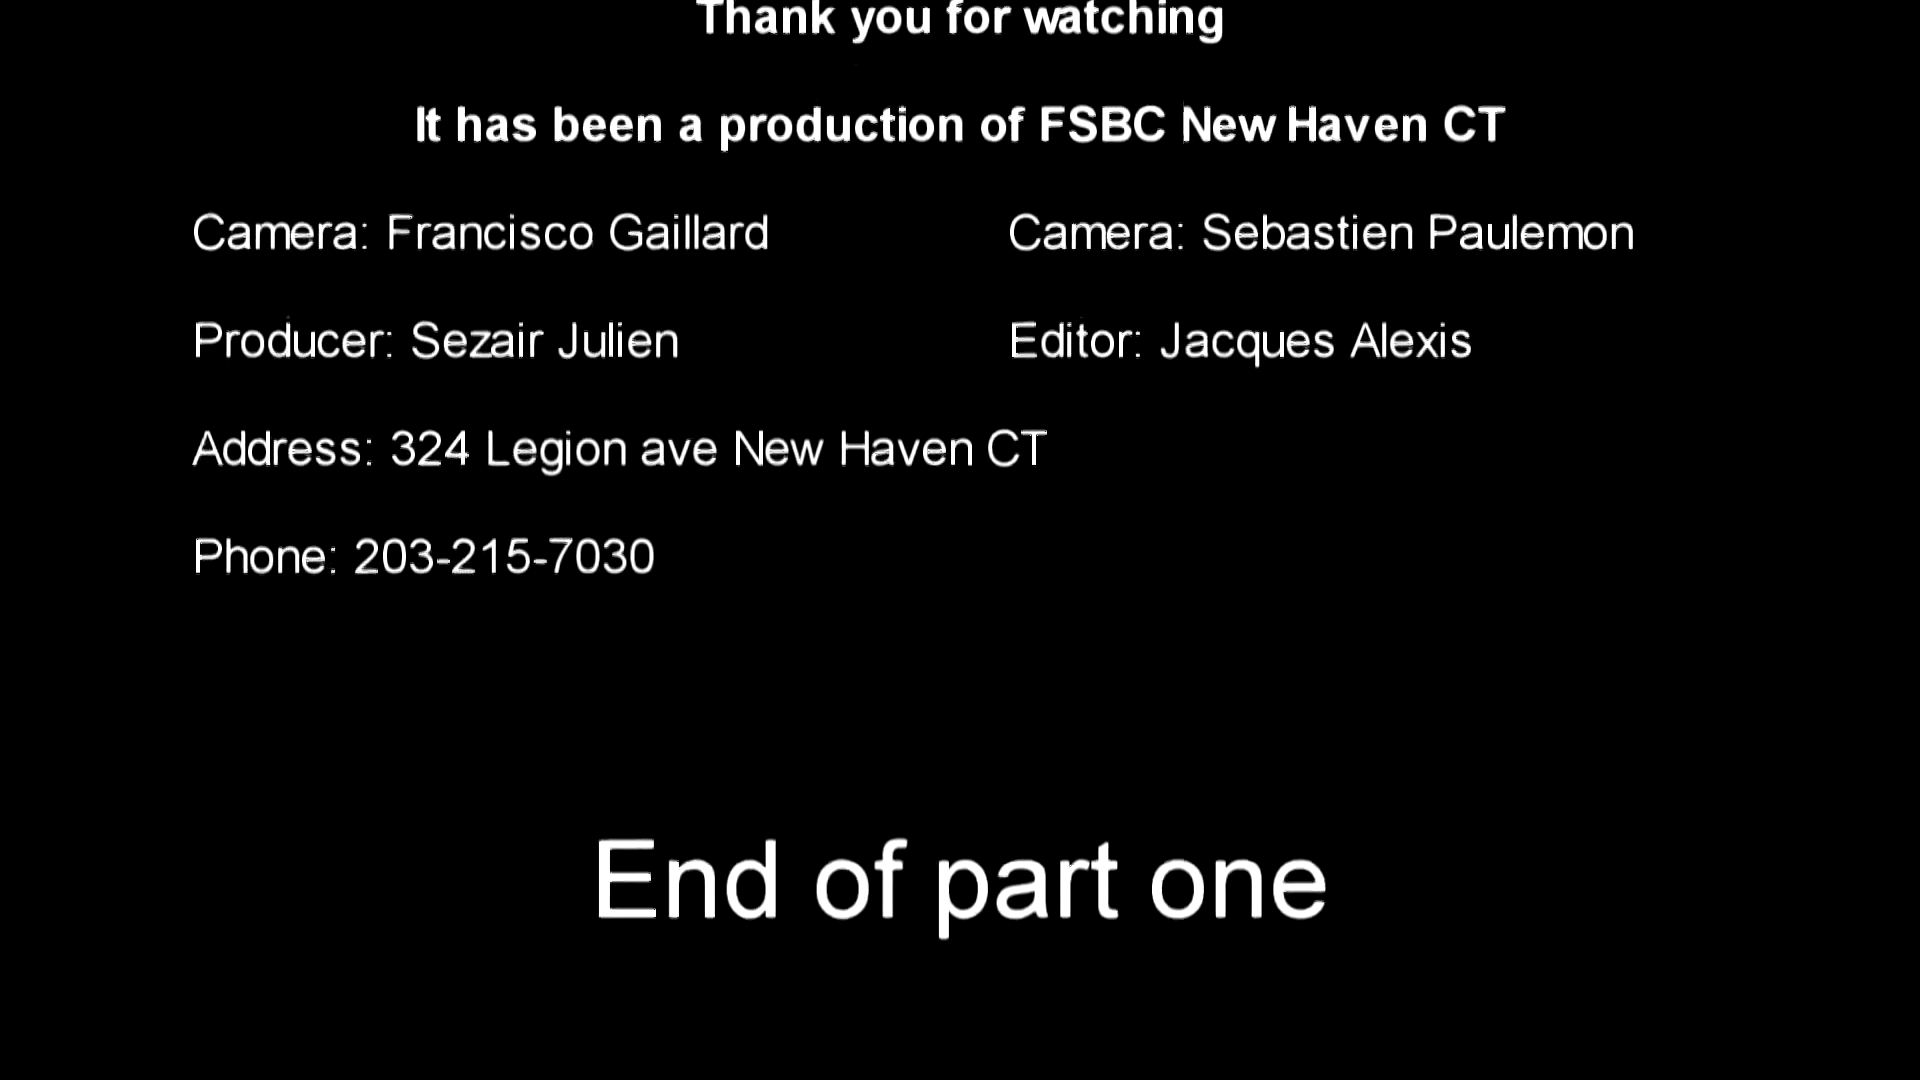 Thank you for watching
It has been a production of FSBC New Haven CT
Camera: Francisco Gaillard Camera: Sebastien Paulemon
Producer: Sezair Julien Editor: Jacques Alexis
Address: 324 Legion ave New Haven CT
Phone: 203-215-7030
End of part one